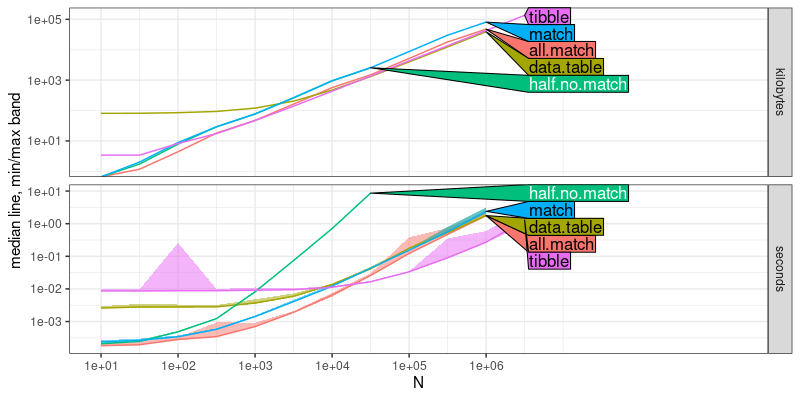 median line, min/max band
1e+05
1e+03
1e+01
tibble
match
all.match
data.table
half.no.match
kilobytes
1e+01
1e+00
1e-01
1e-02
1e-03
half.no.match
match
data.table
all.match
tibble
seconds
1e+01 1e+02 1e+03 1e+04 1e+05 1e+06
N